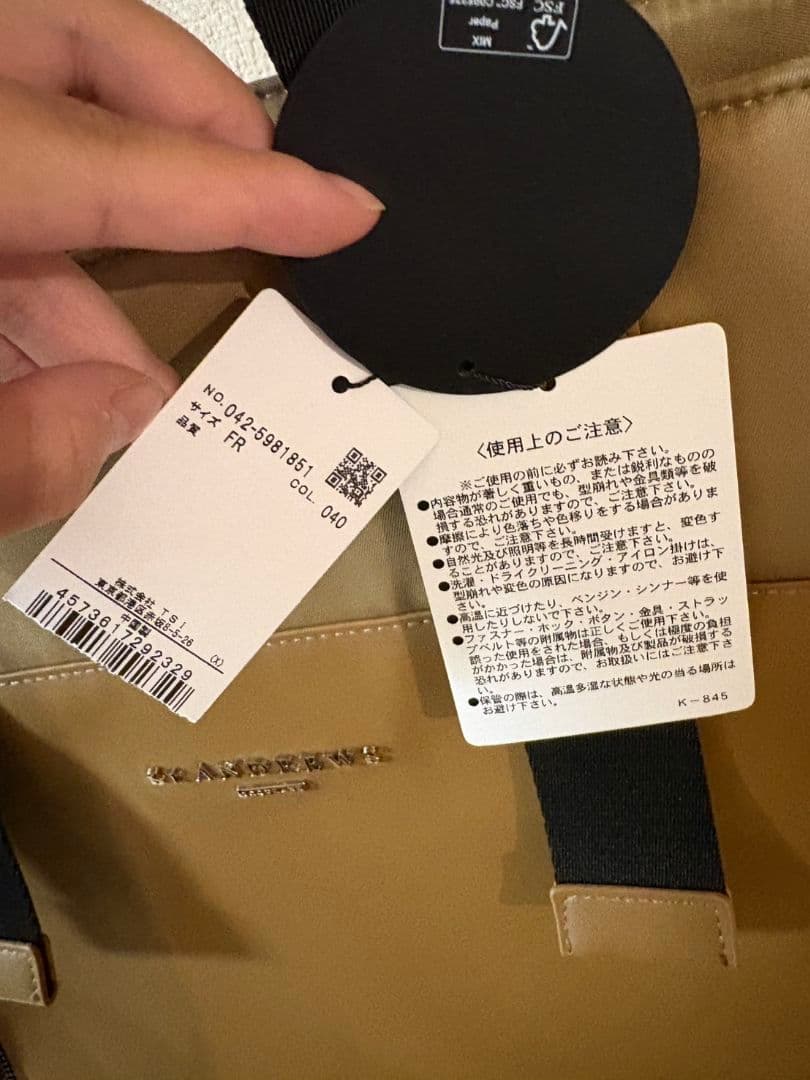 FSC
MIX
Paper
NO. 042-5981851
サイズ FR COL. 040
品質
株式会社 TSI
東京都港区赤坂8-5-26
中国製 (X)
4573617292329
〈使用上のご注意〉
※ご使用の前に必ずお読み下さい。
●内容物が著しく重いもの、または鋭利なものの
場合通常のご使用でも、型崩れや金具類等を破
損する恐れがありますので、ご注意下さい。
●摩擦により色落ちや色移りをする場合がありま
すので、ご注意下さい。
●自然光及び照明等を長時間受けますと、変色す
ることがありますので、ご注意下さい。
●洗濯・ドライクリーニング・アイロン掛けは、
型崩れや変色の原因になりますので、お避け下
さい。
●高温に近づけたり、ベンジン・シンナー等を使
用したりしないで下さい。
●ファスナー・ホック・ボタン・金具・ストラッ
プベルト等の附属物は正しくご使用下さい。
誤った使用をされた場合、もしくは極度の負担
がかかった場合は、附属物及び製品が破損する
恐れがありますので、お取扱いにはご注意下さ
い。
●保管の際は、高温多湿な状態や光の当る場所は
お避け下さい。
K-845
St ANDREWS